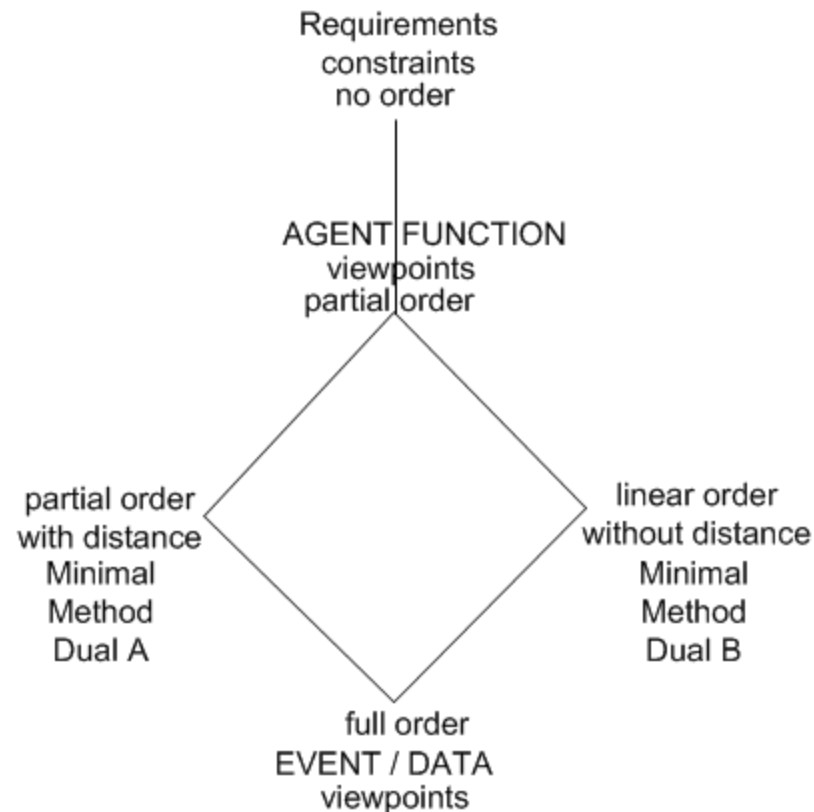 Requirements
constraints
no order
AGENT FUNCTION
viewpoints
partial order
partial order
with distance
Minimal
Method
Dual A
linear order
without distance
Minimal
Method
Dual B
full order
EVENT / DATA
viewpoints